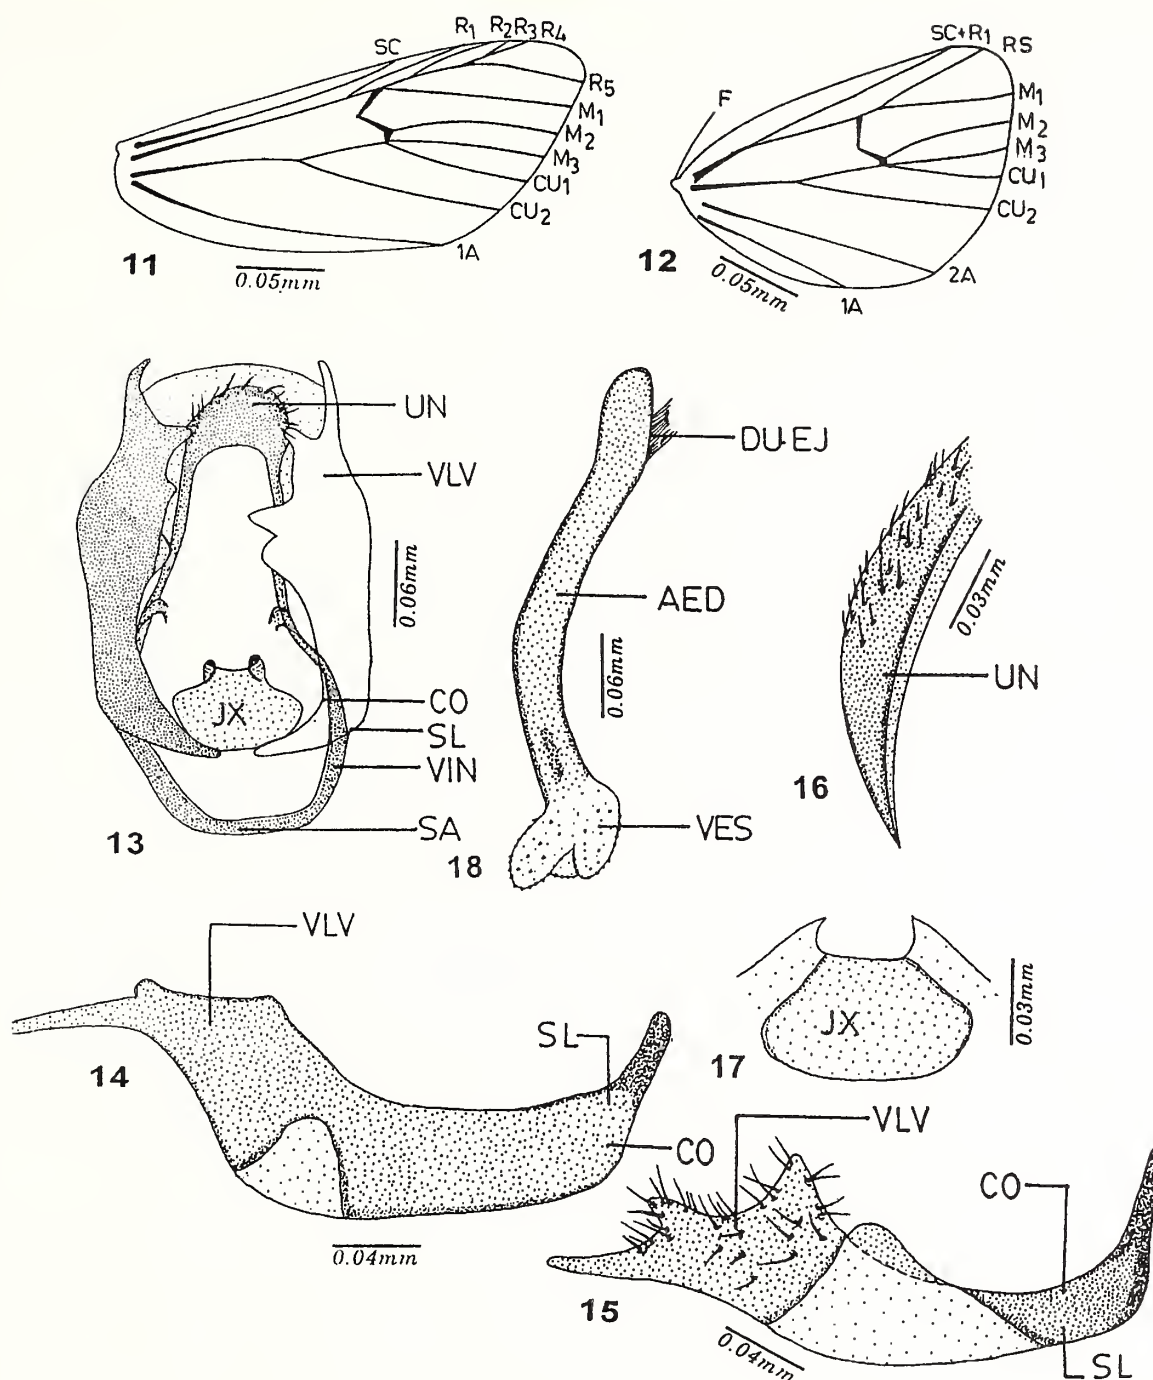 SC R1 R2 R3 R4
R5
M1
M2
M3
CU1
CU2
1A
11
0.05mm
SC+R1 RS
F
M1
M2
M3
CU1
CU2
2A
1A
12
0.05mm
UN
VLV
0.06mm
JX
CO
SL
VIN
SA
13
DU·EJ
AED
0.06mm
VES
18
0.03mm
UN
16
VLV
SL
CO
14
0.04mm
JX
0.03mm
17
VLV
CO
SL
15
0.04mm